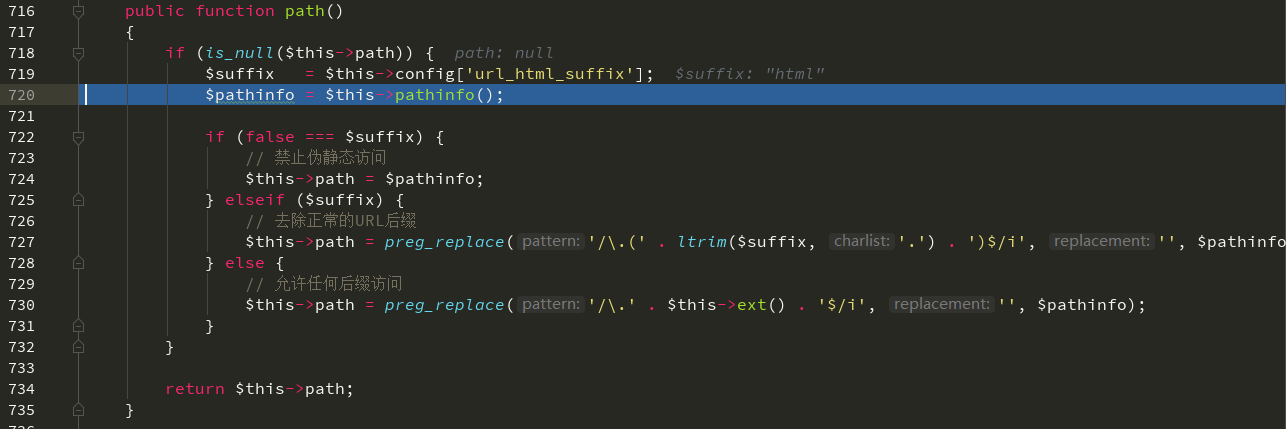 716 public function path()
717 {
718 if (is_null($this->path)) { path: null
719 $suffix   = $this->config['url_html_suffix']; $suffix: "html"
720 $pathinfo = $this->pathinfo();
721
722 if (false === $suffix) {
723 // 禁止伪静态访问
724 $this->path = $pathinfo;
725 } elseif ($suffix) {
726 // 去除正常的URL后缀
727 $this->path = preg_replace( pattern: '/\.(' . ltrim($suffix, charlist: '.') . ')$/i', replacement: '', $pathinfo
728 } else {
729 // 允许任何后缀访问
730 $this->path = preg_replace( pattern: '/\.' . $this->ext() . '$/i', replacement: '', $pathinfo);
731 }
732 }
733
734 return $this->path;
735 }